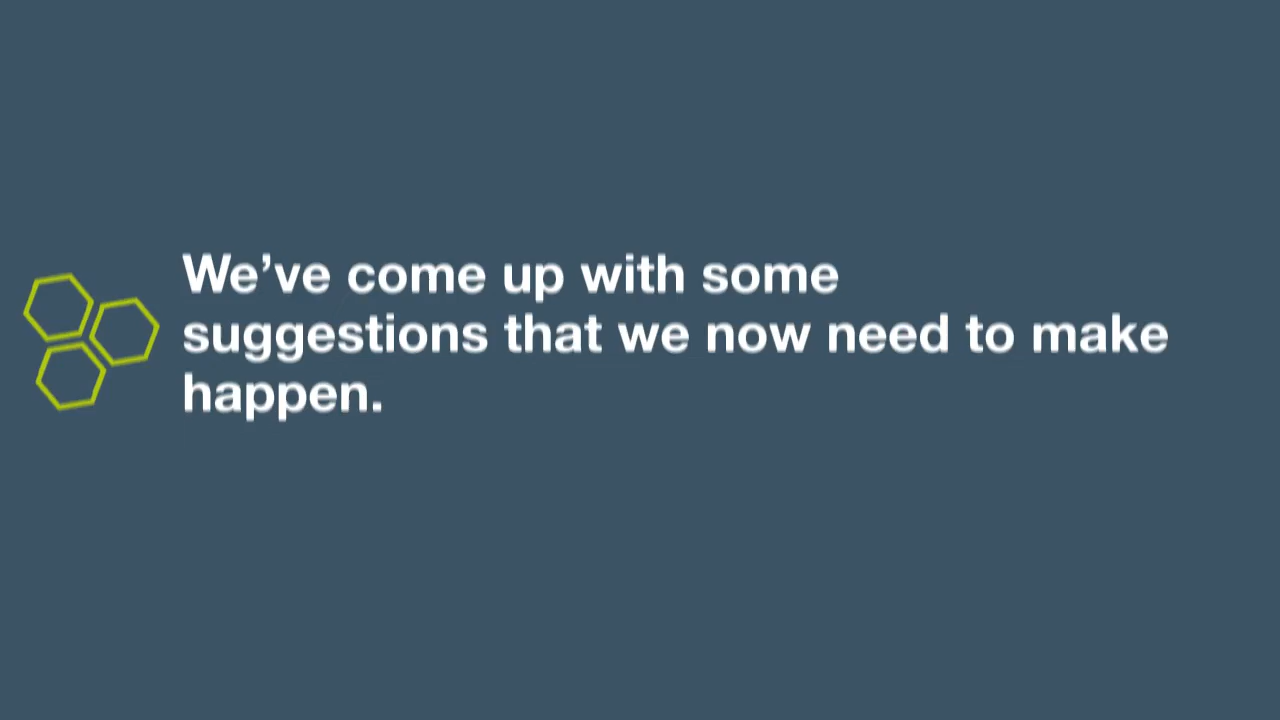 We’ve come up with some
suggestions that we now need to make
happen.